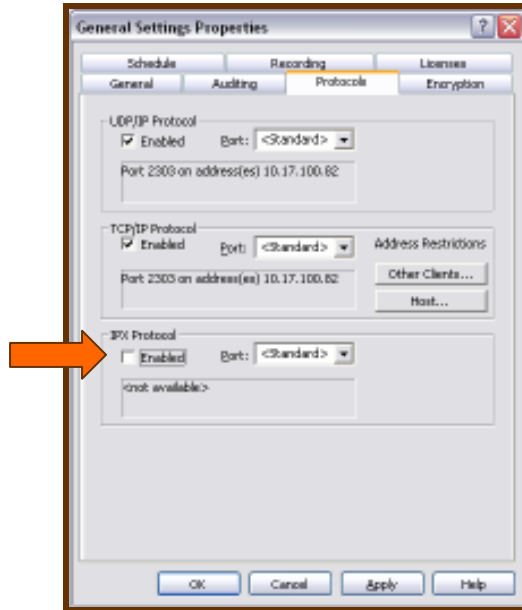 General Settings Properties
Schedule Recording Licenses
General Auditing Protocols Encryption
UDP/IP Protocol
Enabled Port: <Standard>
Port 2303 on address(es) 10.17.100.82
TCP/IP Protocol
Enabled Port: <Standard> Address Restrictions
Port 2303 on address(es) 10.17.100.82 Other Clients...
Host...
IPX Protocol
Enabled Port: <Standard>
<not available>
OK Cancel Apply Help